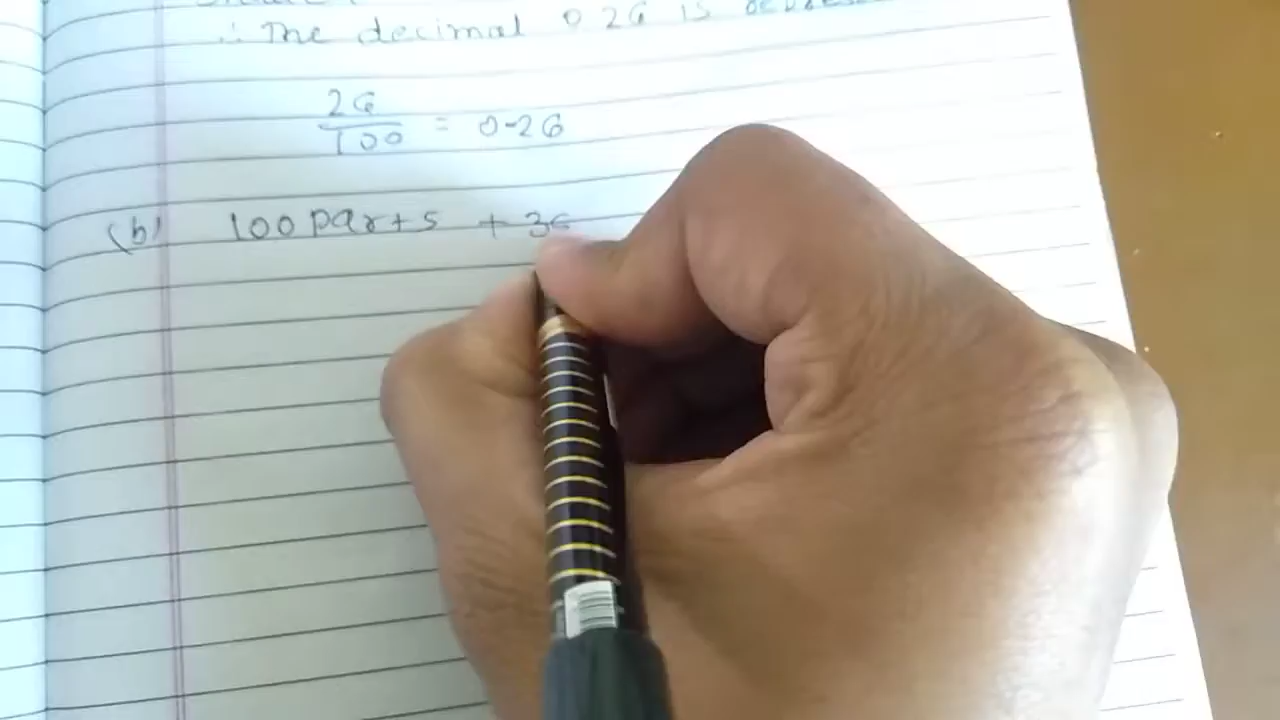 ∴ The decimal 0.26 is
26/100 = 0.26
(b) 100 parts + 36